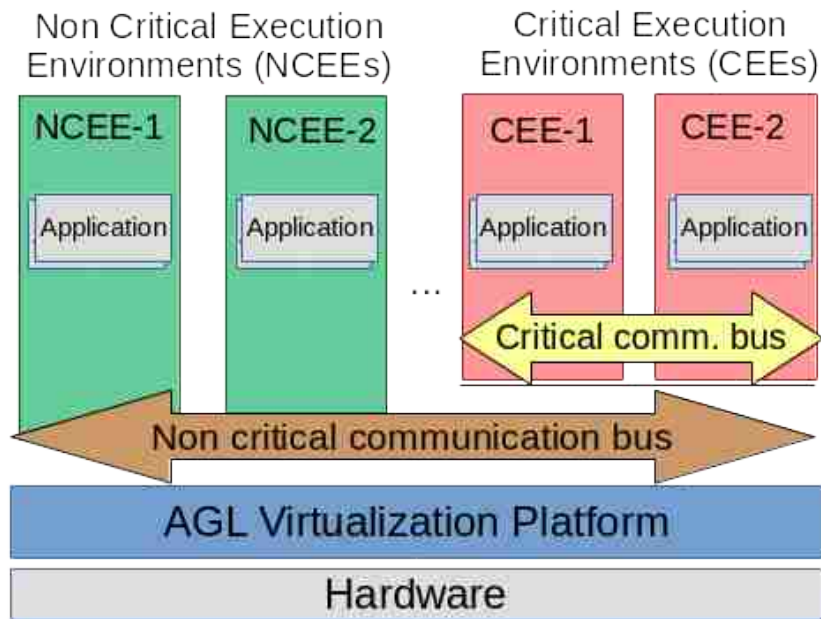 Non Critical Execution
Environments (NCEEs)
Critical Execution
Environments (CEEs)
NCEE-1
NCEE-2
CEE-1
CEE-2
Application
Application
Application
Application
...
Critical comm. bus
Non critical communication bus
AGL Virtualization Platform
Hardware